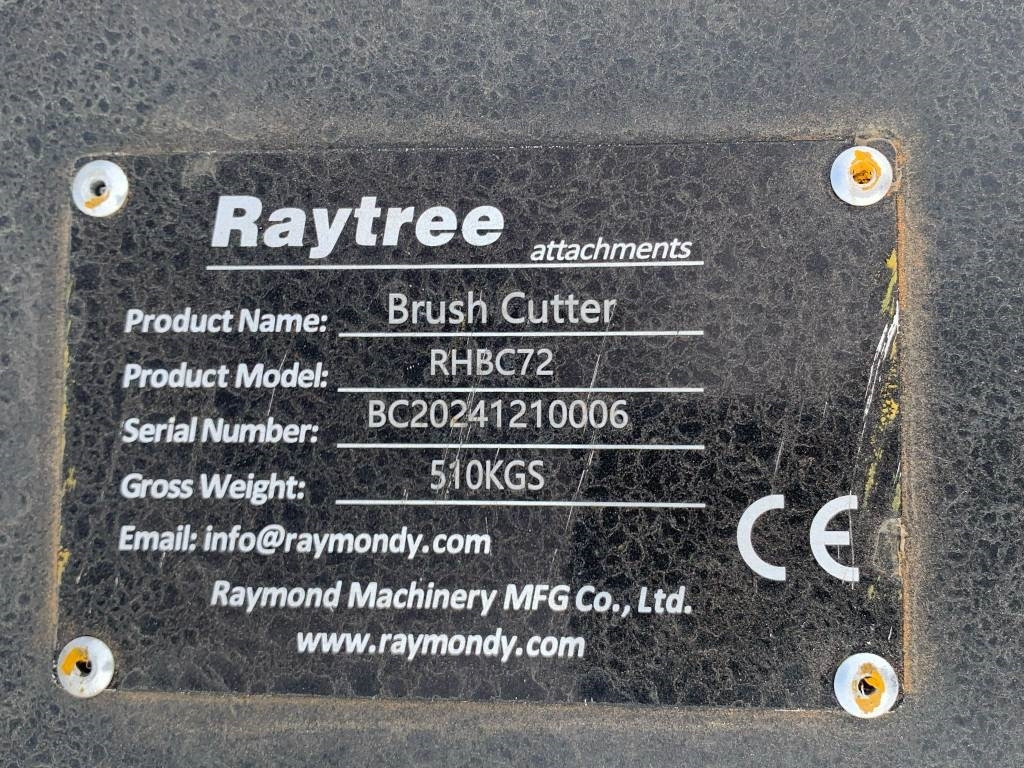 Raytree attachments
Product Name: Brush Cutter
Product Model: RHBC72
Serial Number: BC20241210006
Gross Weight: 510KGS
Email: info@raymondy.com
CE
Raymond Machinery MFG Co., Ltd.
www.raymondy.com